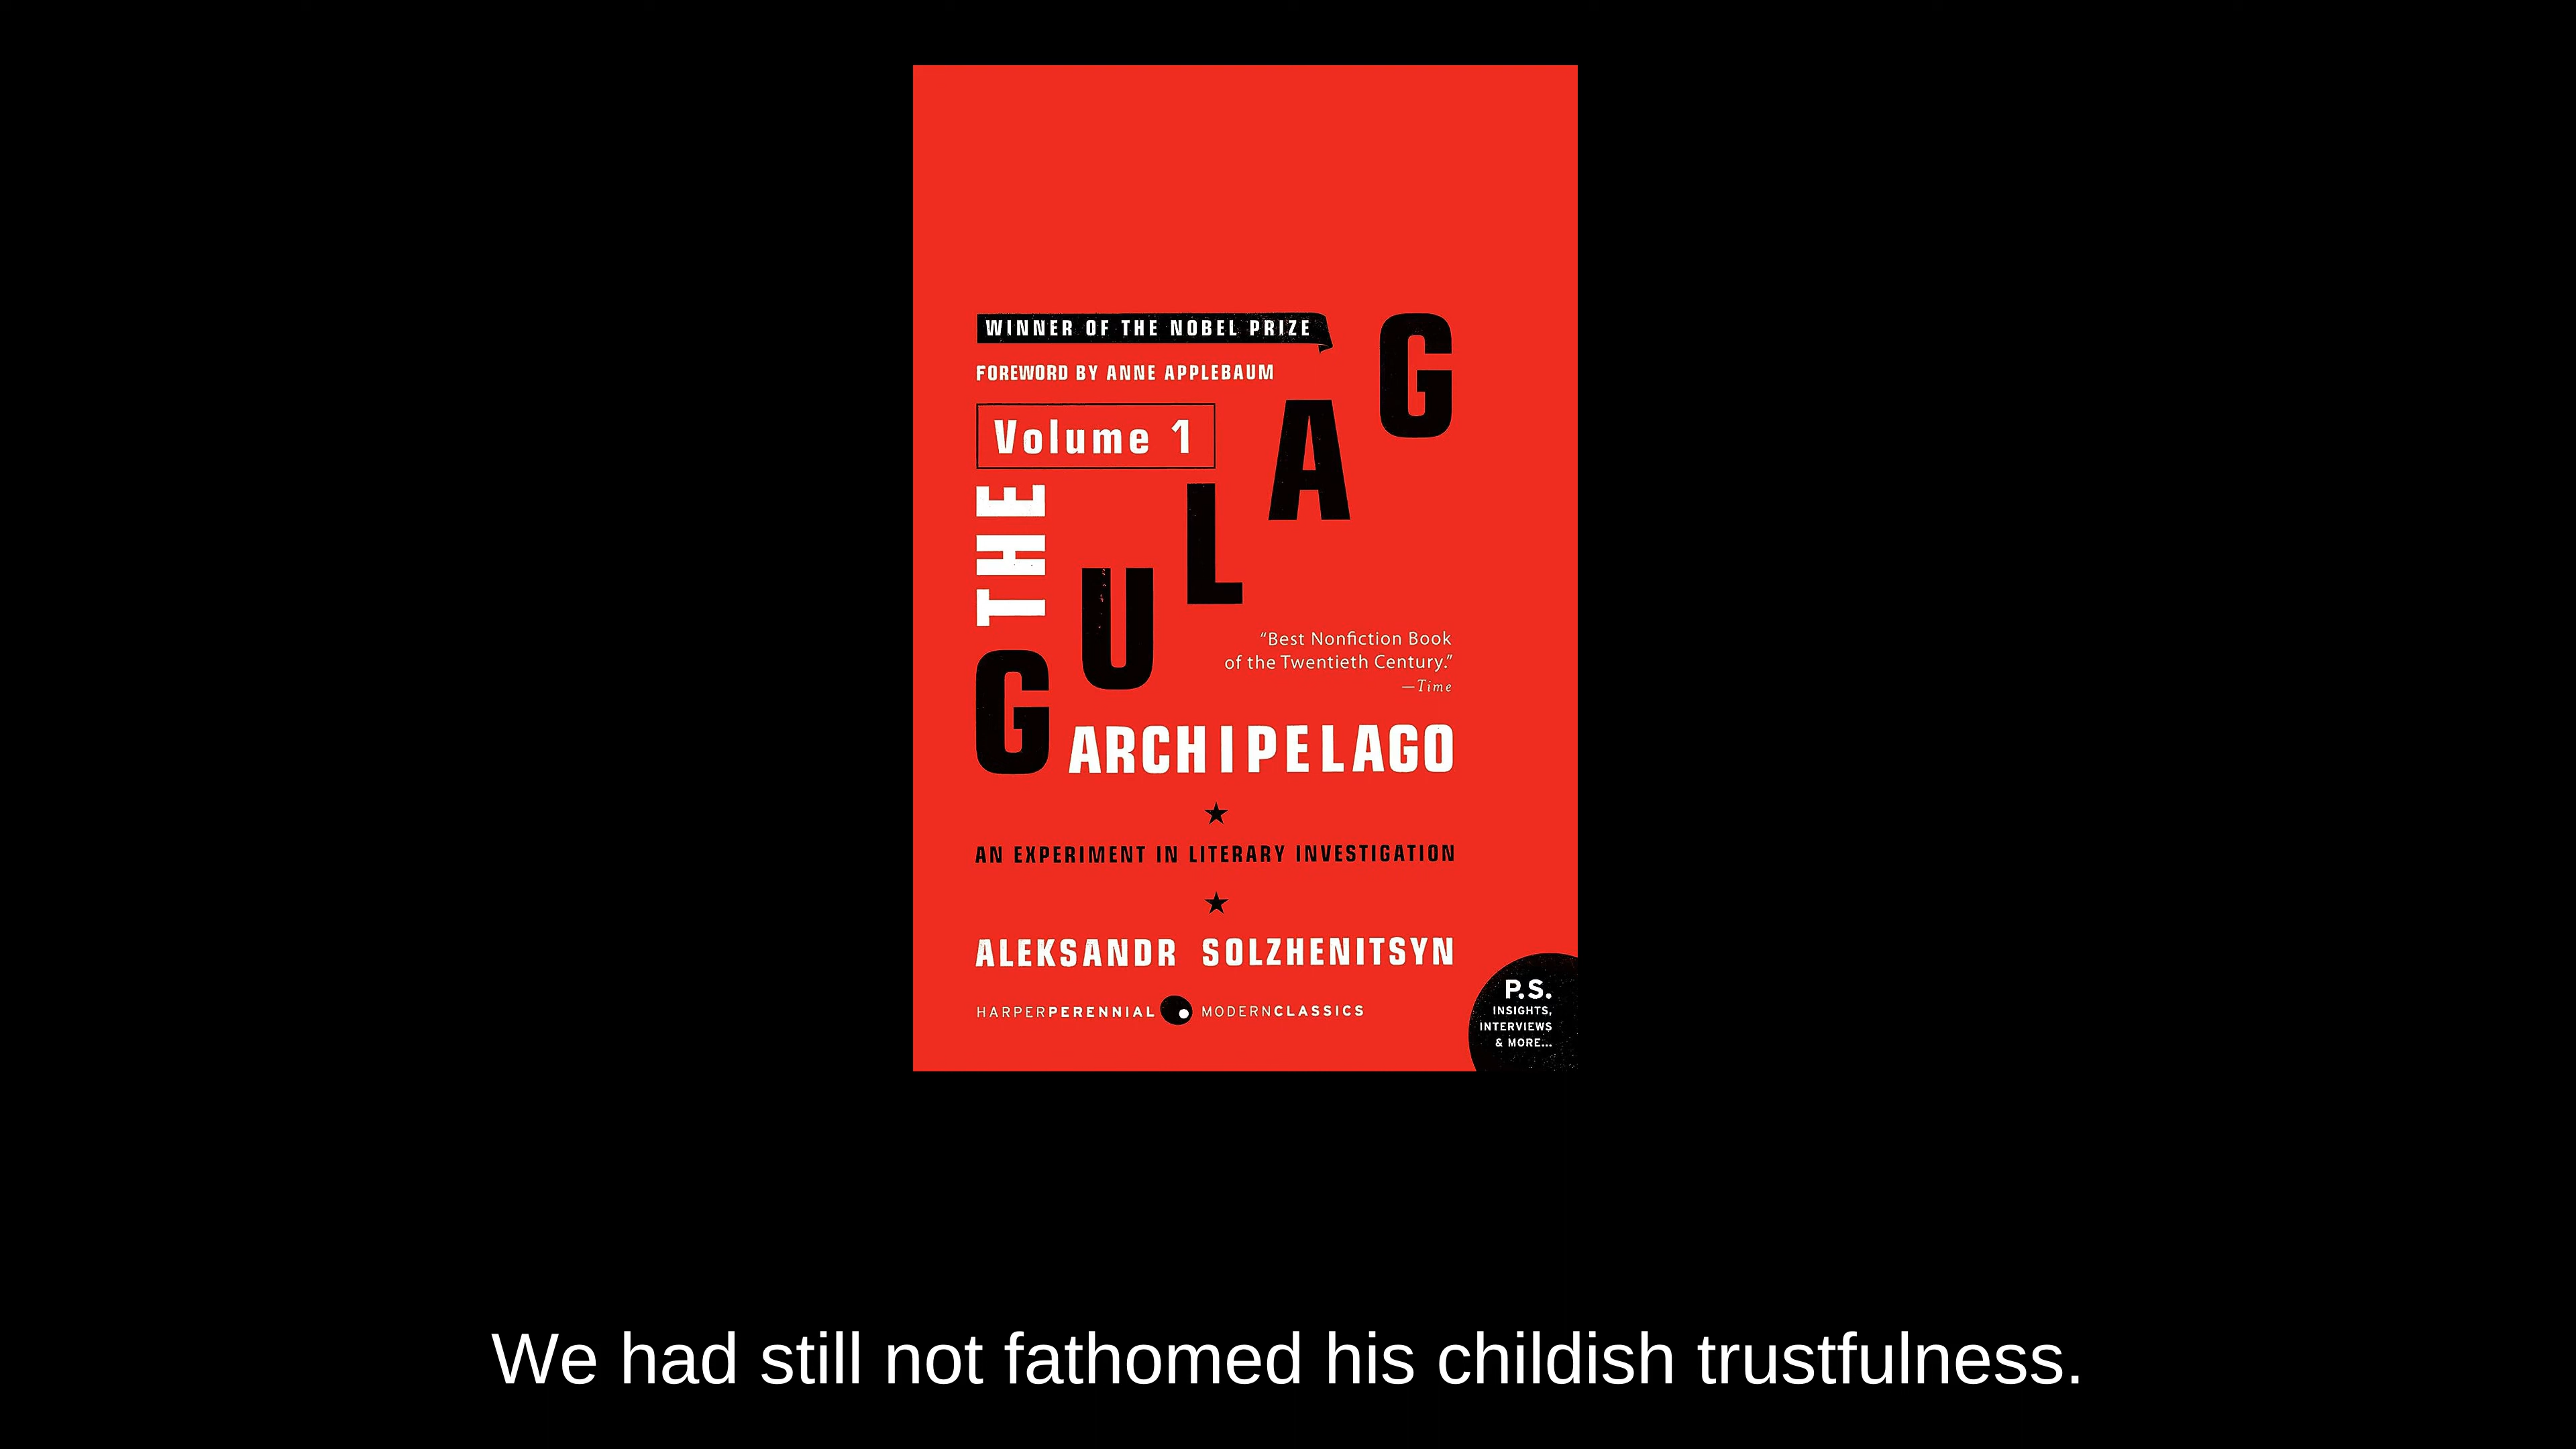 WINNER OF THE NOBEL PRIZE
FOREWORD BY ANNE APPLEBAUM
Volume 1
THE
GULAG
"Best Nonfiction Book
of the Twentieth Century."
—Time
ARCHIPELAGO
AN EXPERIMENT IN LITERARY INVESTIGATION
ALEKSANDR SOLZHENITSYN
HARPERPERENNIAL MODERNCLASSICS
P.S.
INSIGHTS,
INTERVIEWS
& MORE...
We had still not fathomed his childish trustfulness.